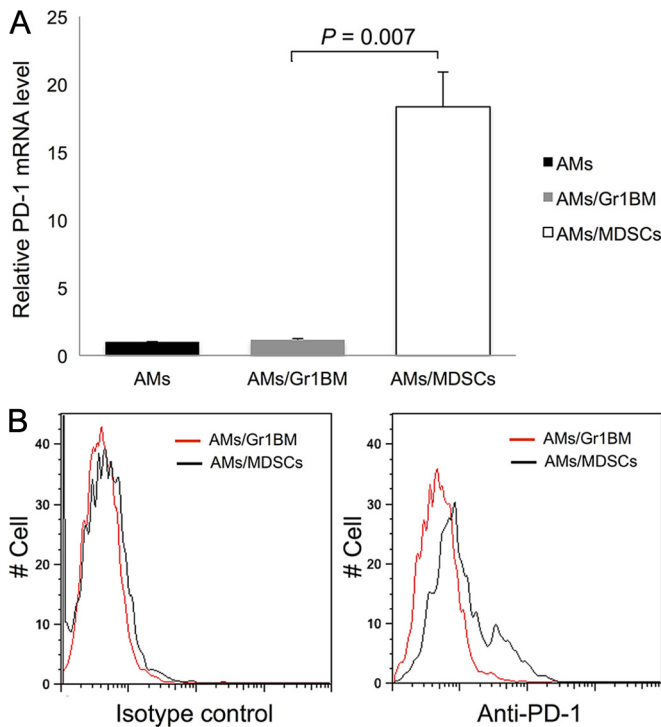 A
P = 0.007
Relative PD-1 mRNA level
25
20
15
10
5
0
AMs
AMs/Gr1BM
AMs/MDSCs
AMs
AMs/Gr1BM
AMs/MDSCs
B
# Cell
40
30
20
10
0
AMs/Gr1BM
AMs/MDSCs
Isotype control
# Cell
40
30
20
10
0
AMs/Gr1BM
AMs/MDSCs
Anti-PD-1